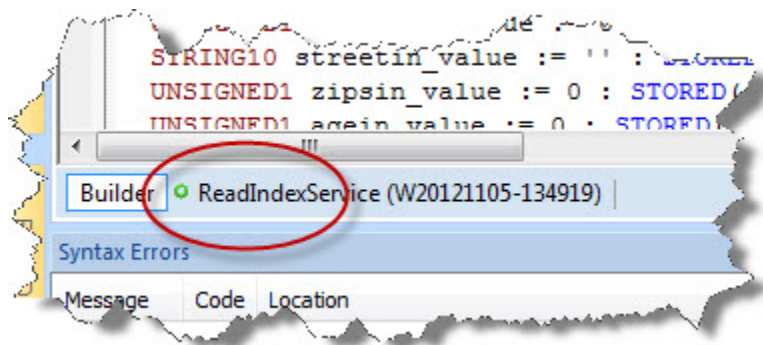 STRING10 streetin_value := '' :
UNSIGNED1 zipsin_value := 0 : STORED(
UNSIGNED1 agein_value := 0 : STORED(
Builder ReadIndexService (W20121105-134919)
Syntax Errors
Message Code Location